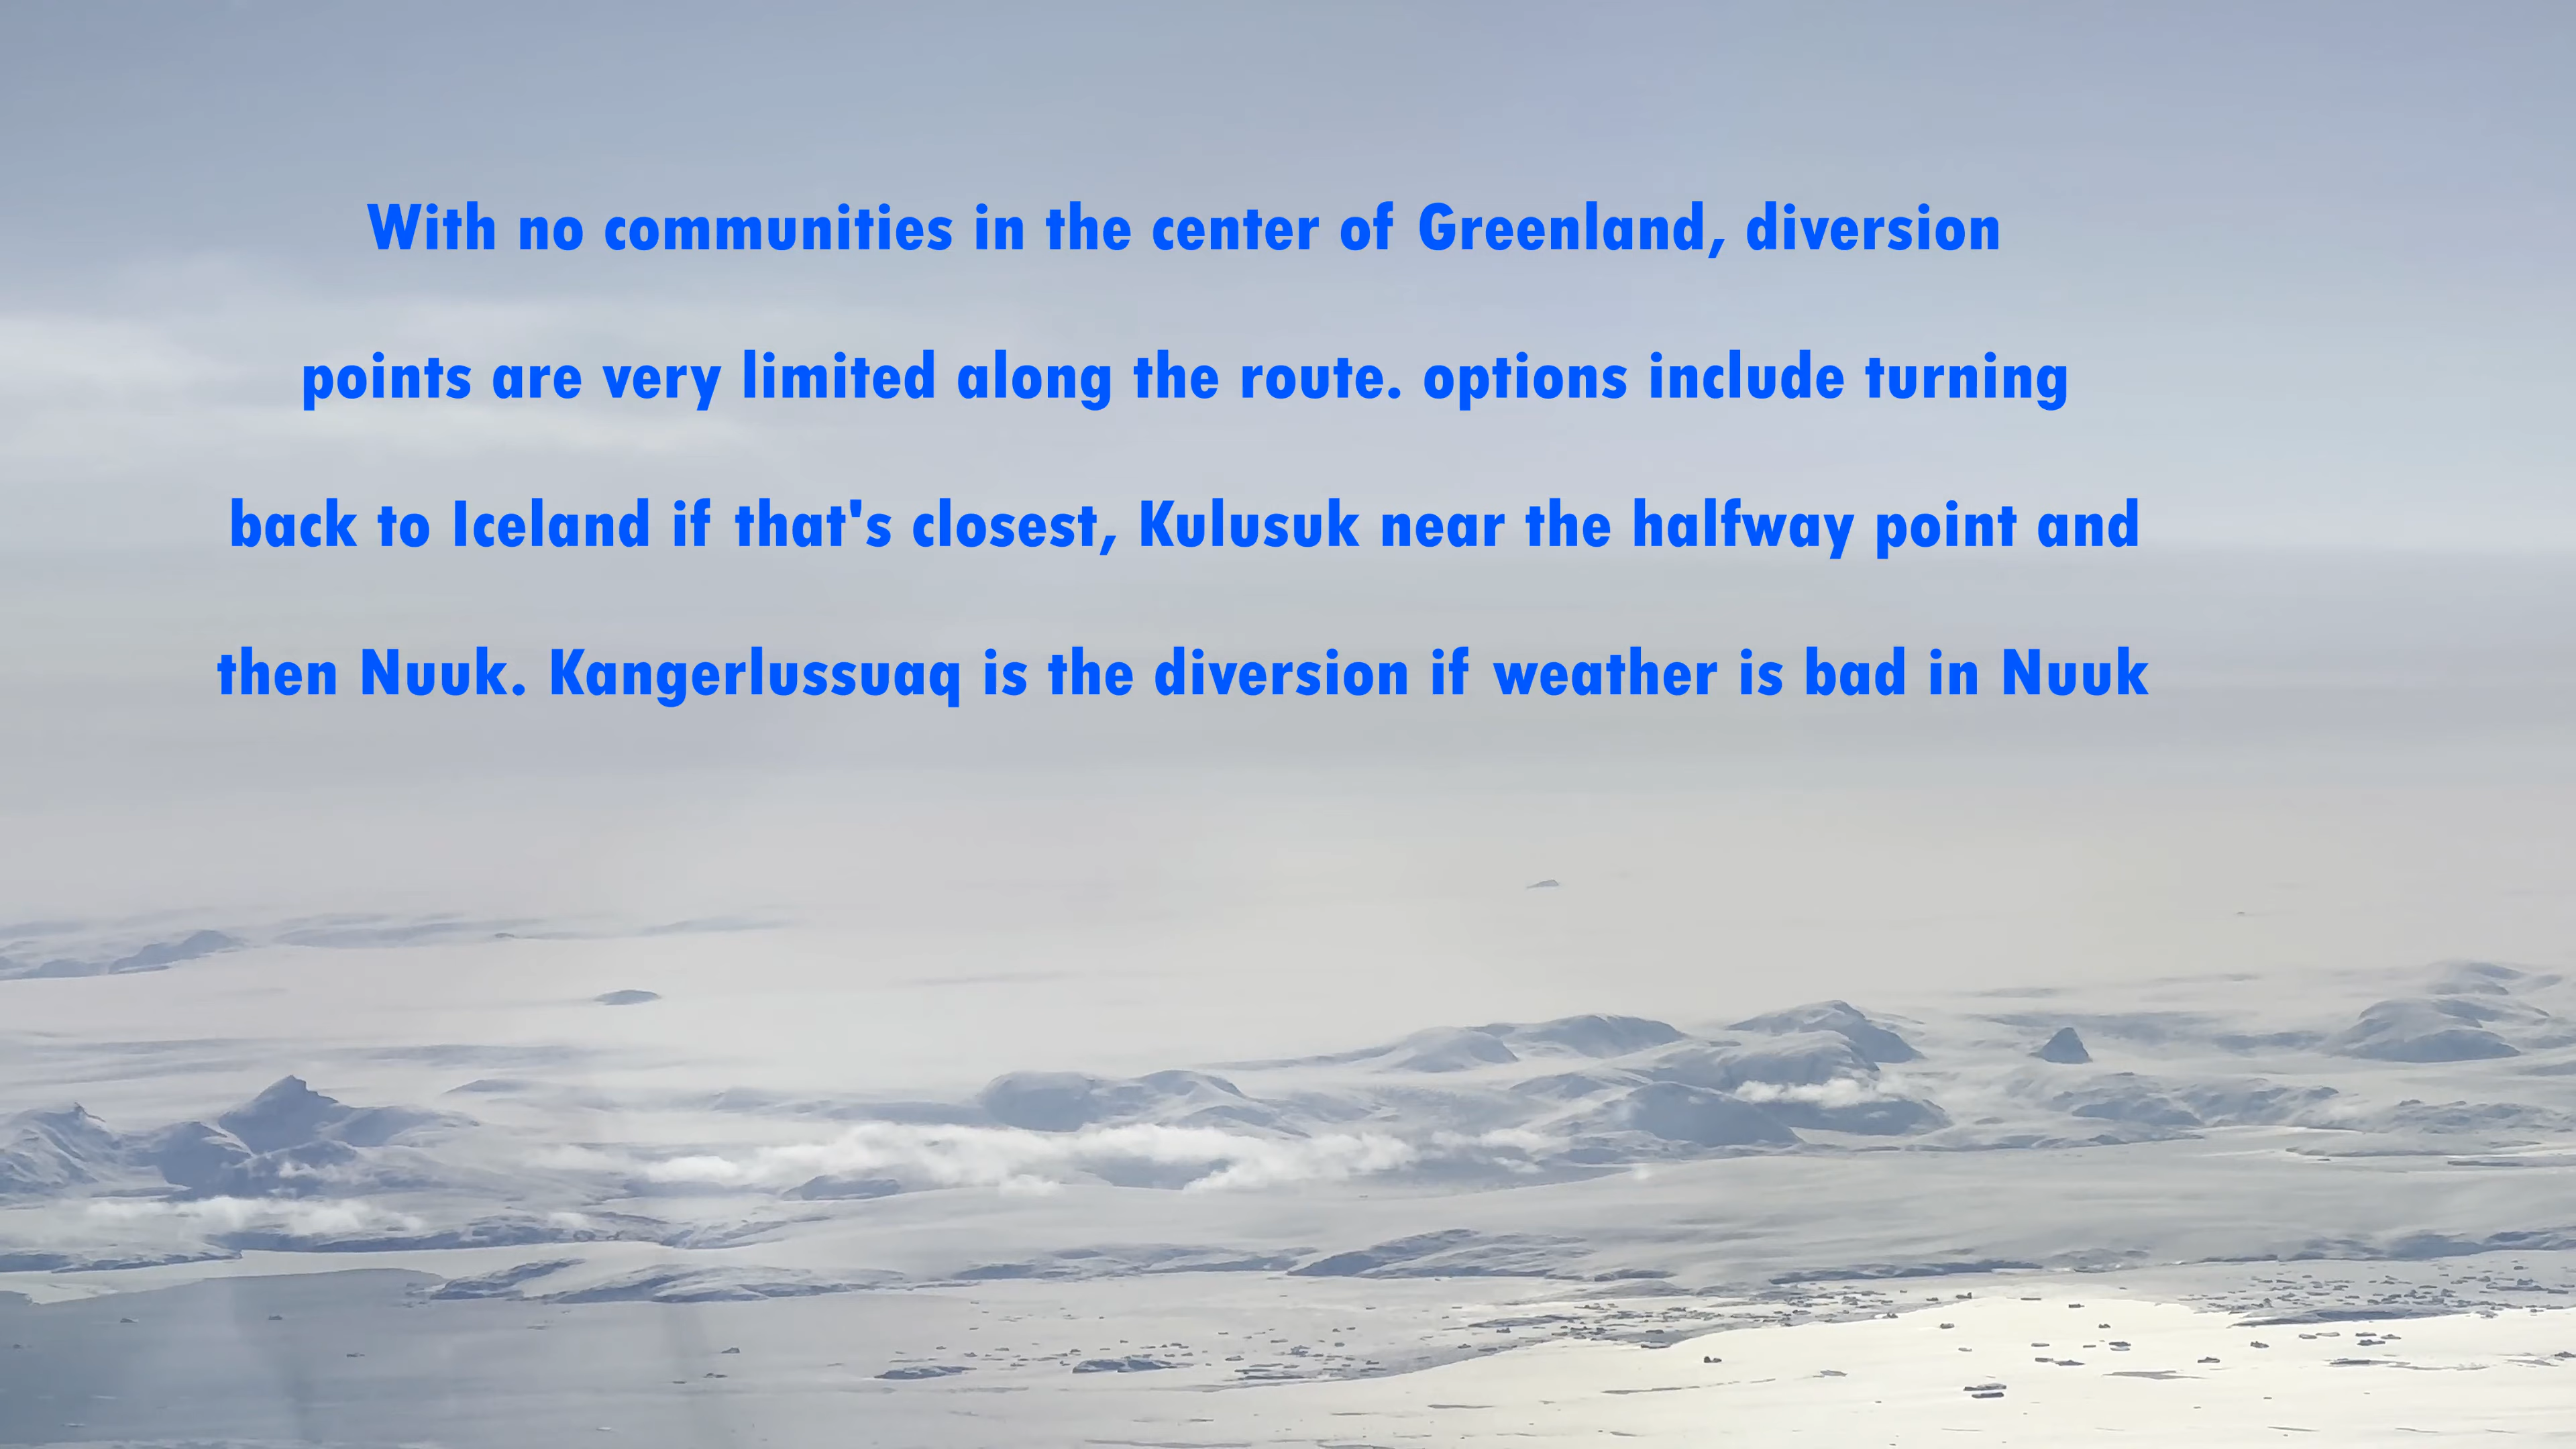 With no communities in the center of Greenland, diversion
points are very limited along the route. options include turning
back to Iceland if that's closest, Kulusuk near the halfway point and
then Nuuk. Kangerlussuaq is the diversion if weather is bad in Nuuk